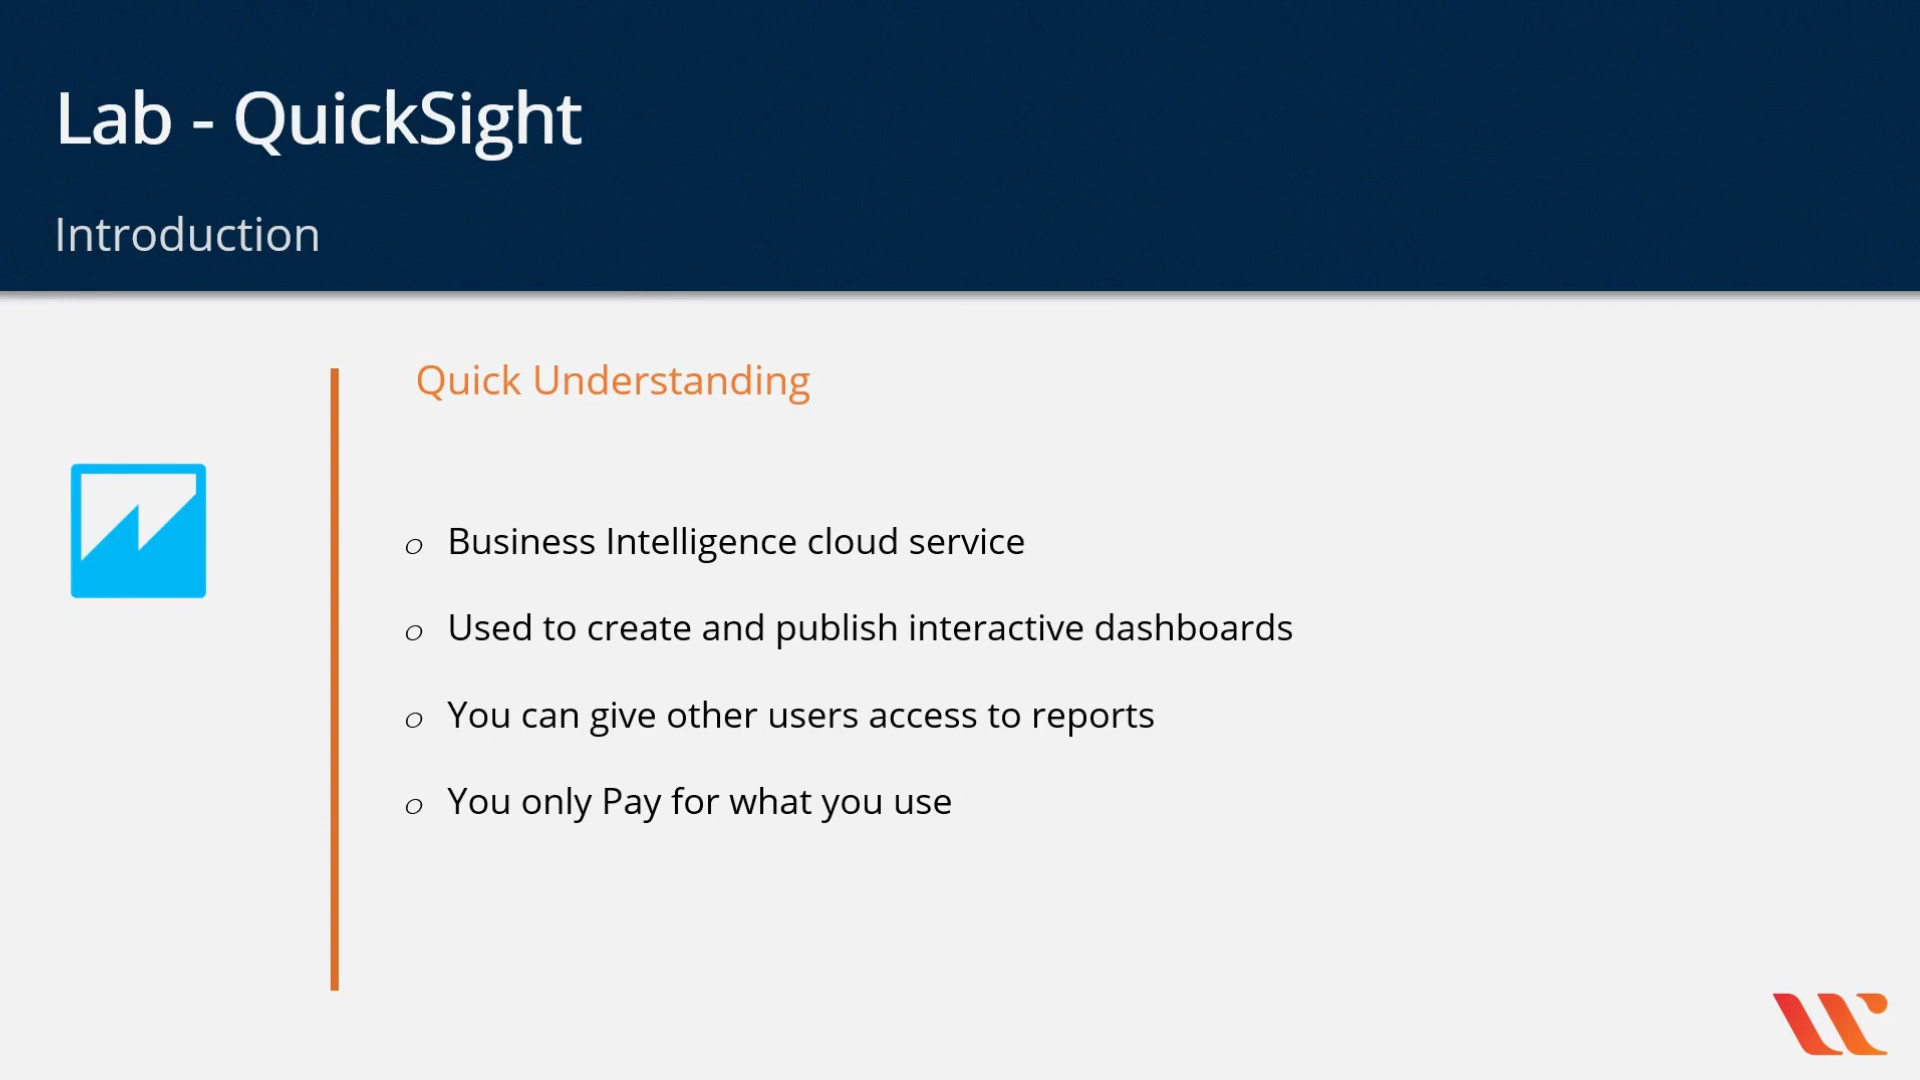 Lab - QuickSight
Introduction
Quick Understanding
o Business Intelligence cloud service
o Used to create and publish interactive dashboards
o You can give other users access to reports
o You only Pay for what you use